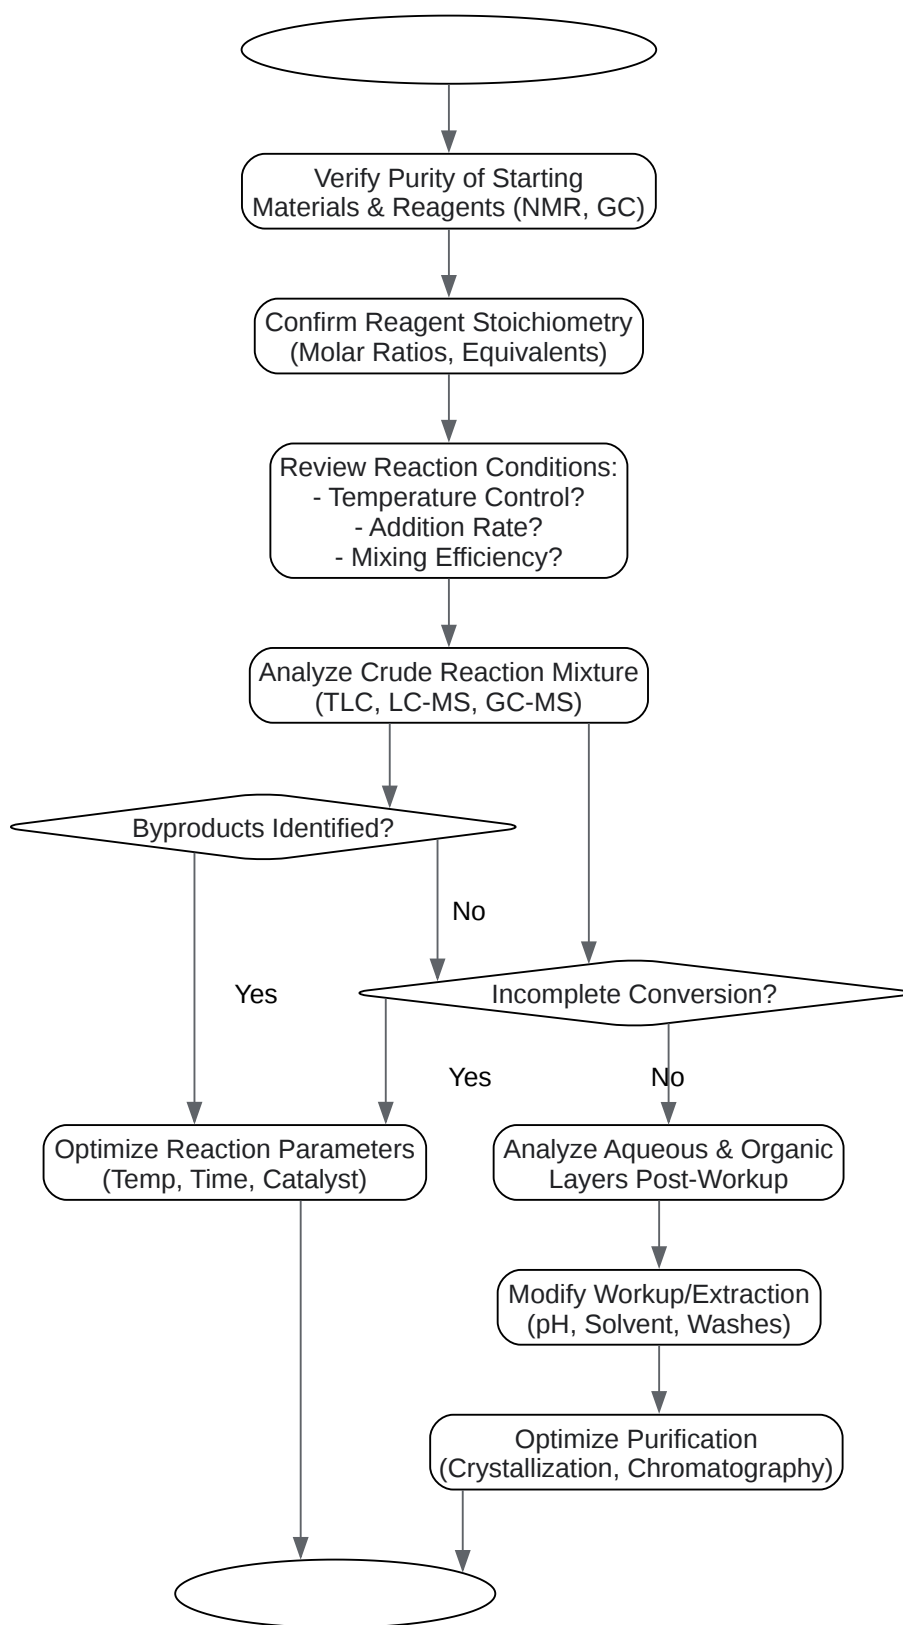 Verify Purity of Starting
Materials & Reagents (NMR, GC)
Confirm Reagent Stoichiometry
(Molar Ratios, Equivalents)
Review Reaction Conditions:
- Temperature Control?
- Addition Rate?
- Mixing Efficiency?
Analyze Crude Reaction Mixture
(TLC, LC-MS, GC-MS)
Byproducts Identified?
No
Yes
Incomplete Conversion?
Yes
No
Optimize Reaction Parameters
(Temp, Time, Catalyst)
Analyze Aqueous & Organic
Layers Post-Workup
Modify Workup/Extraction
(pH, Solvent, Washes)
Optimize Purification
(Crystallization, Chromatography)